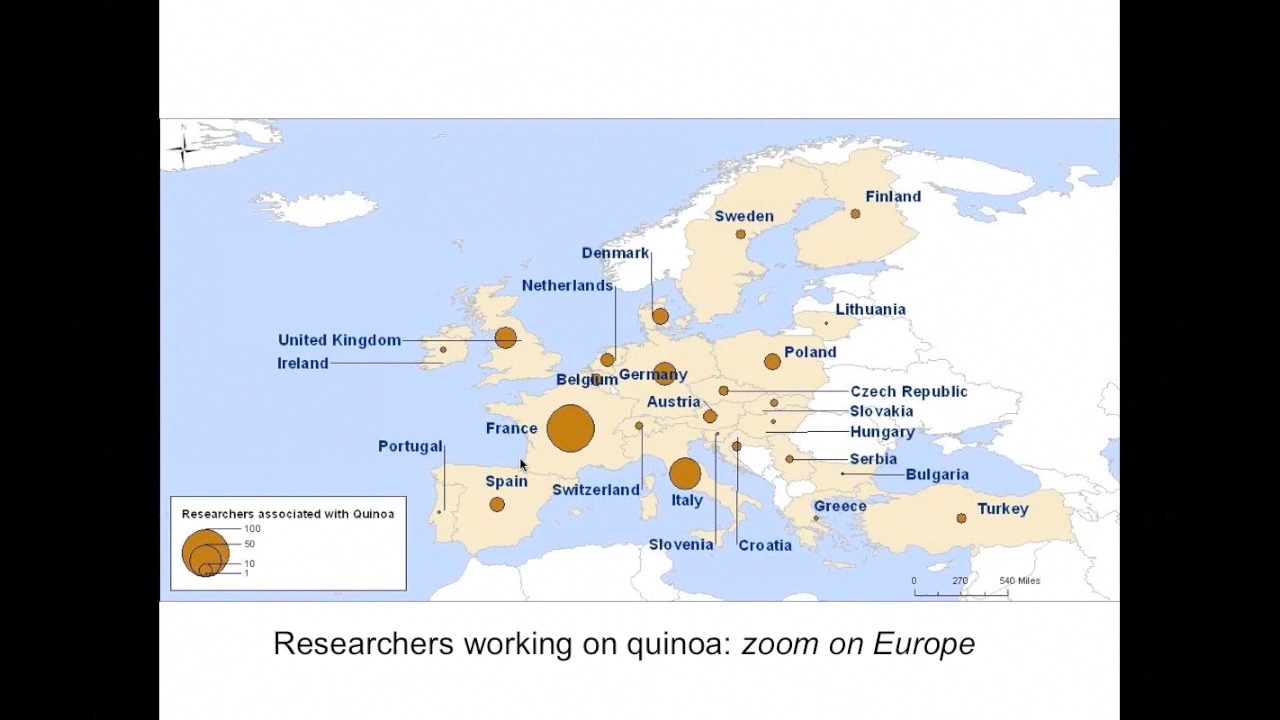 N
Finland
Sweden
Denmark
Netherlands
Lithuania
United Kingdom
Poland
Ireland
Belgium
Germany
Czech Republic
Austria
Slovakia
France
Hungary
Portugal
Serbia
Bulgaria
Spain
Switzerland
Italy
Greece
Turkey
Slovenia
Croatia
Researchers associated with Quinoa
100
50
10
1
0 270 540 Miles
Researchers working on quinoa: zoom on Europe